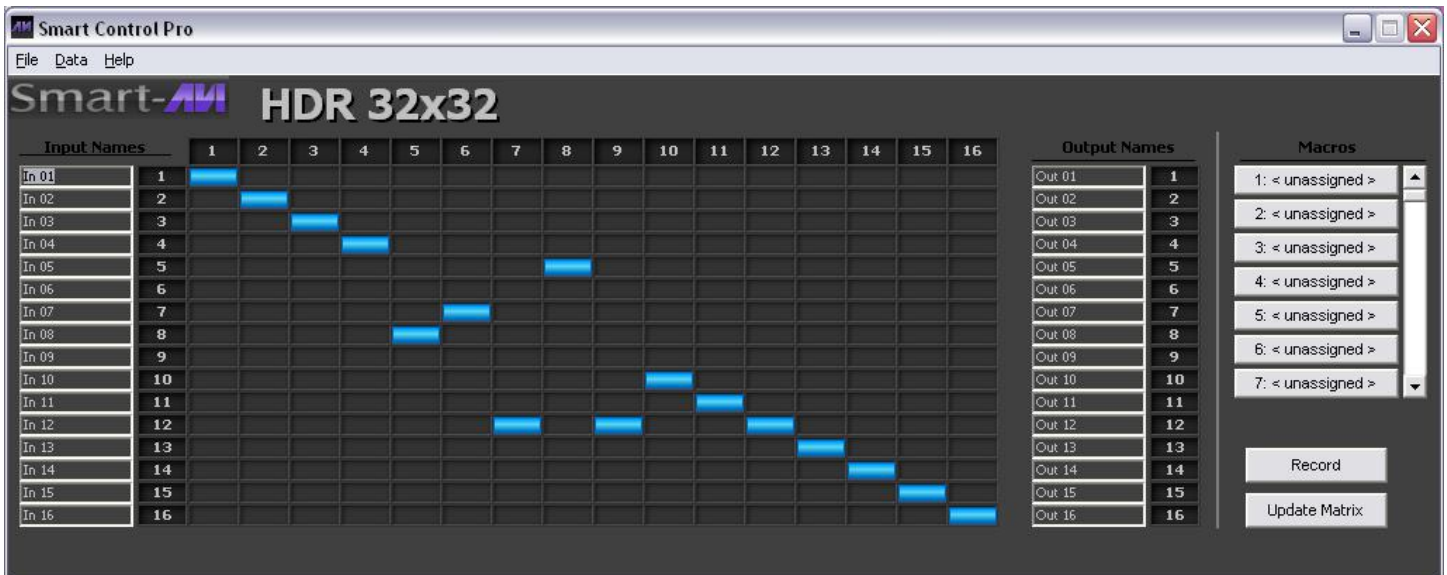 Smart Control Pro
File Data Help
Smart-AVI HDR 32x32
Input Names
1 2 3 4 5 6 7 8 9 10 11 12 13 14 15 16
In 01 1
In 02 2
In 03 3
In 04 4
In 05 5
In 06 6
In 07 7
In 08 8
In 09 9
In 10 10
In 11 11
In 12 12
In 13 13
In 14 14
In 15 15
In 16 16
Output Names
Out 01 1
Out 02 2
Out 03 3
Out 04 4
Out 05 5
Out 06 6
Out 07 7
Out 08 8
Out 09 9
Out 10 10
Out 11 11
Out 12 12
Out 13 13
Out 14 14
Out 15 15
Out 16 16
Macros
1: < unassigned >
2: < unassigned >
3: < unassigned >
4: < unassigned >
5: < unassigned >
6: < unassigned >
7: < unassigned >
Record
Update Matrix